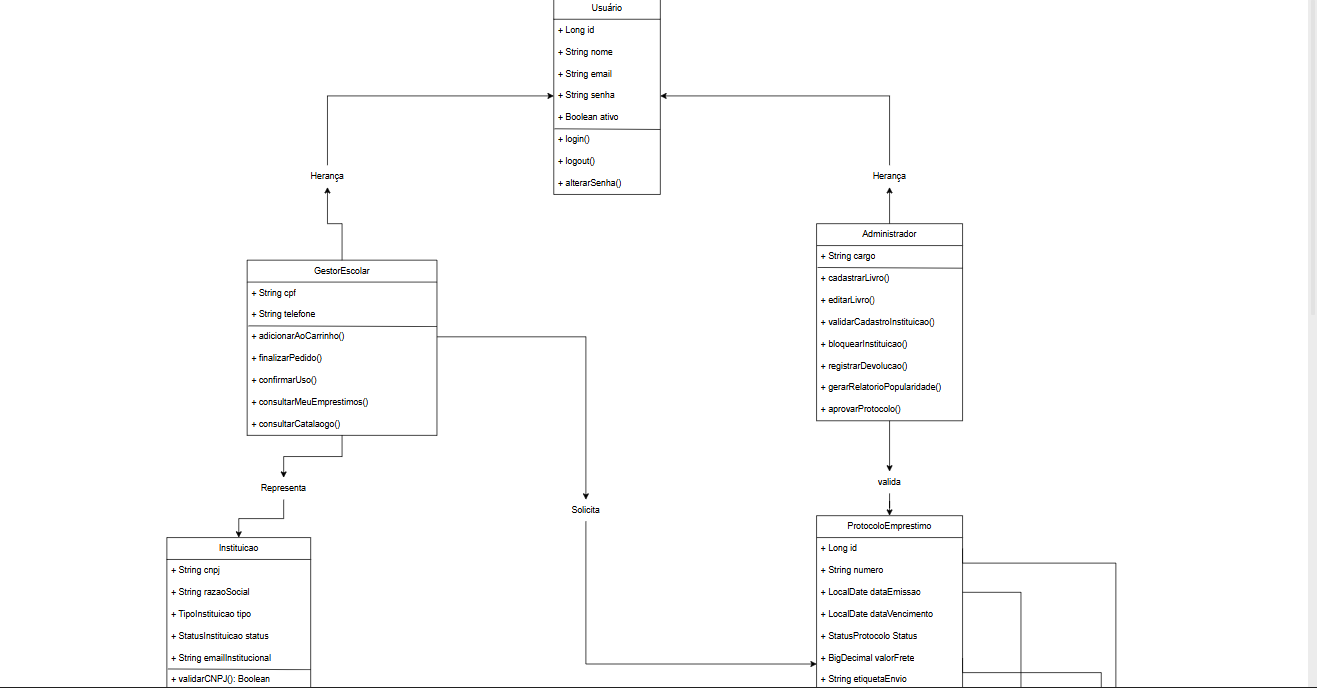 Usuário
+ Long id
+ String nome
+ String email
+ String senha
+ Boolean ativo
+ login()
+ logout()
+ alterarSenha()
Herança
Herança
GestorEscolar
+ String cpf
+ String telefone
+ adicionarAoCarrinho()
+ finalizarPedido()
+ confirmarUso()
+ consultarMeuEmprestimos()
+ consultarCatalaogo()
Administrador
+ String cargo
+ cadastrarLivro()
+ editarLivro()
+ validarCadastroInstituicao()
+ bloquearInstituicao()
+ registrarDevolucao()
+ gerarRelatorioPopularidade()
+ aprovarProtocolo()
Representa
Solicita
valida
Instituicao
+ String cnpj
+ String razaoSocial
+ TipoInstituicao tipo
+ StatusInstituicao status
+ String emailInstitucional
+ validarCNPJ(): Boolean
ProtocoloEmprestimo
+ Long id
+ String numero
+ LocalDate dataEmissao
+ LocalDate dataVencimento
+ StatusProtocolo Status
+ BigDecimal valorFrete
+ String etiquetaEnvio